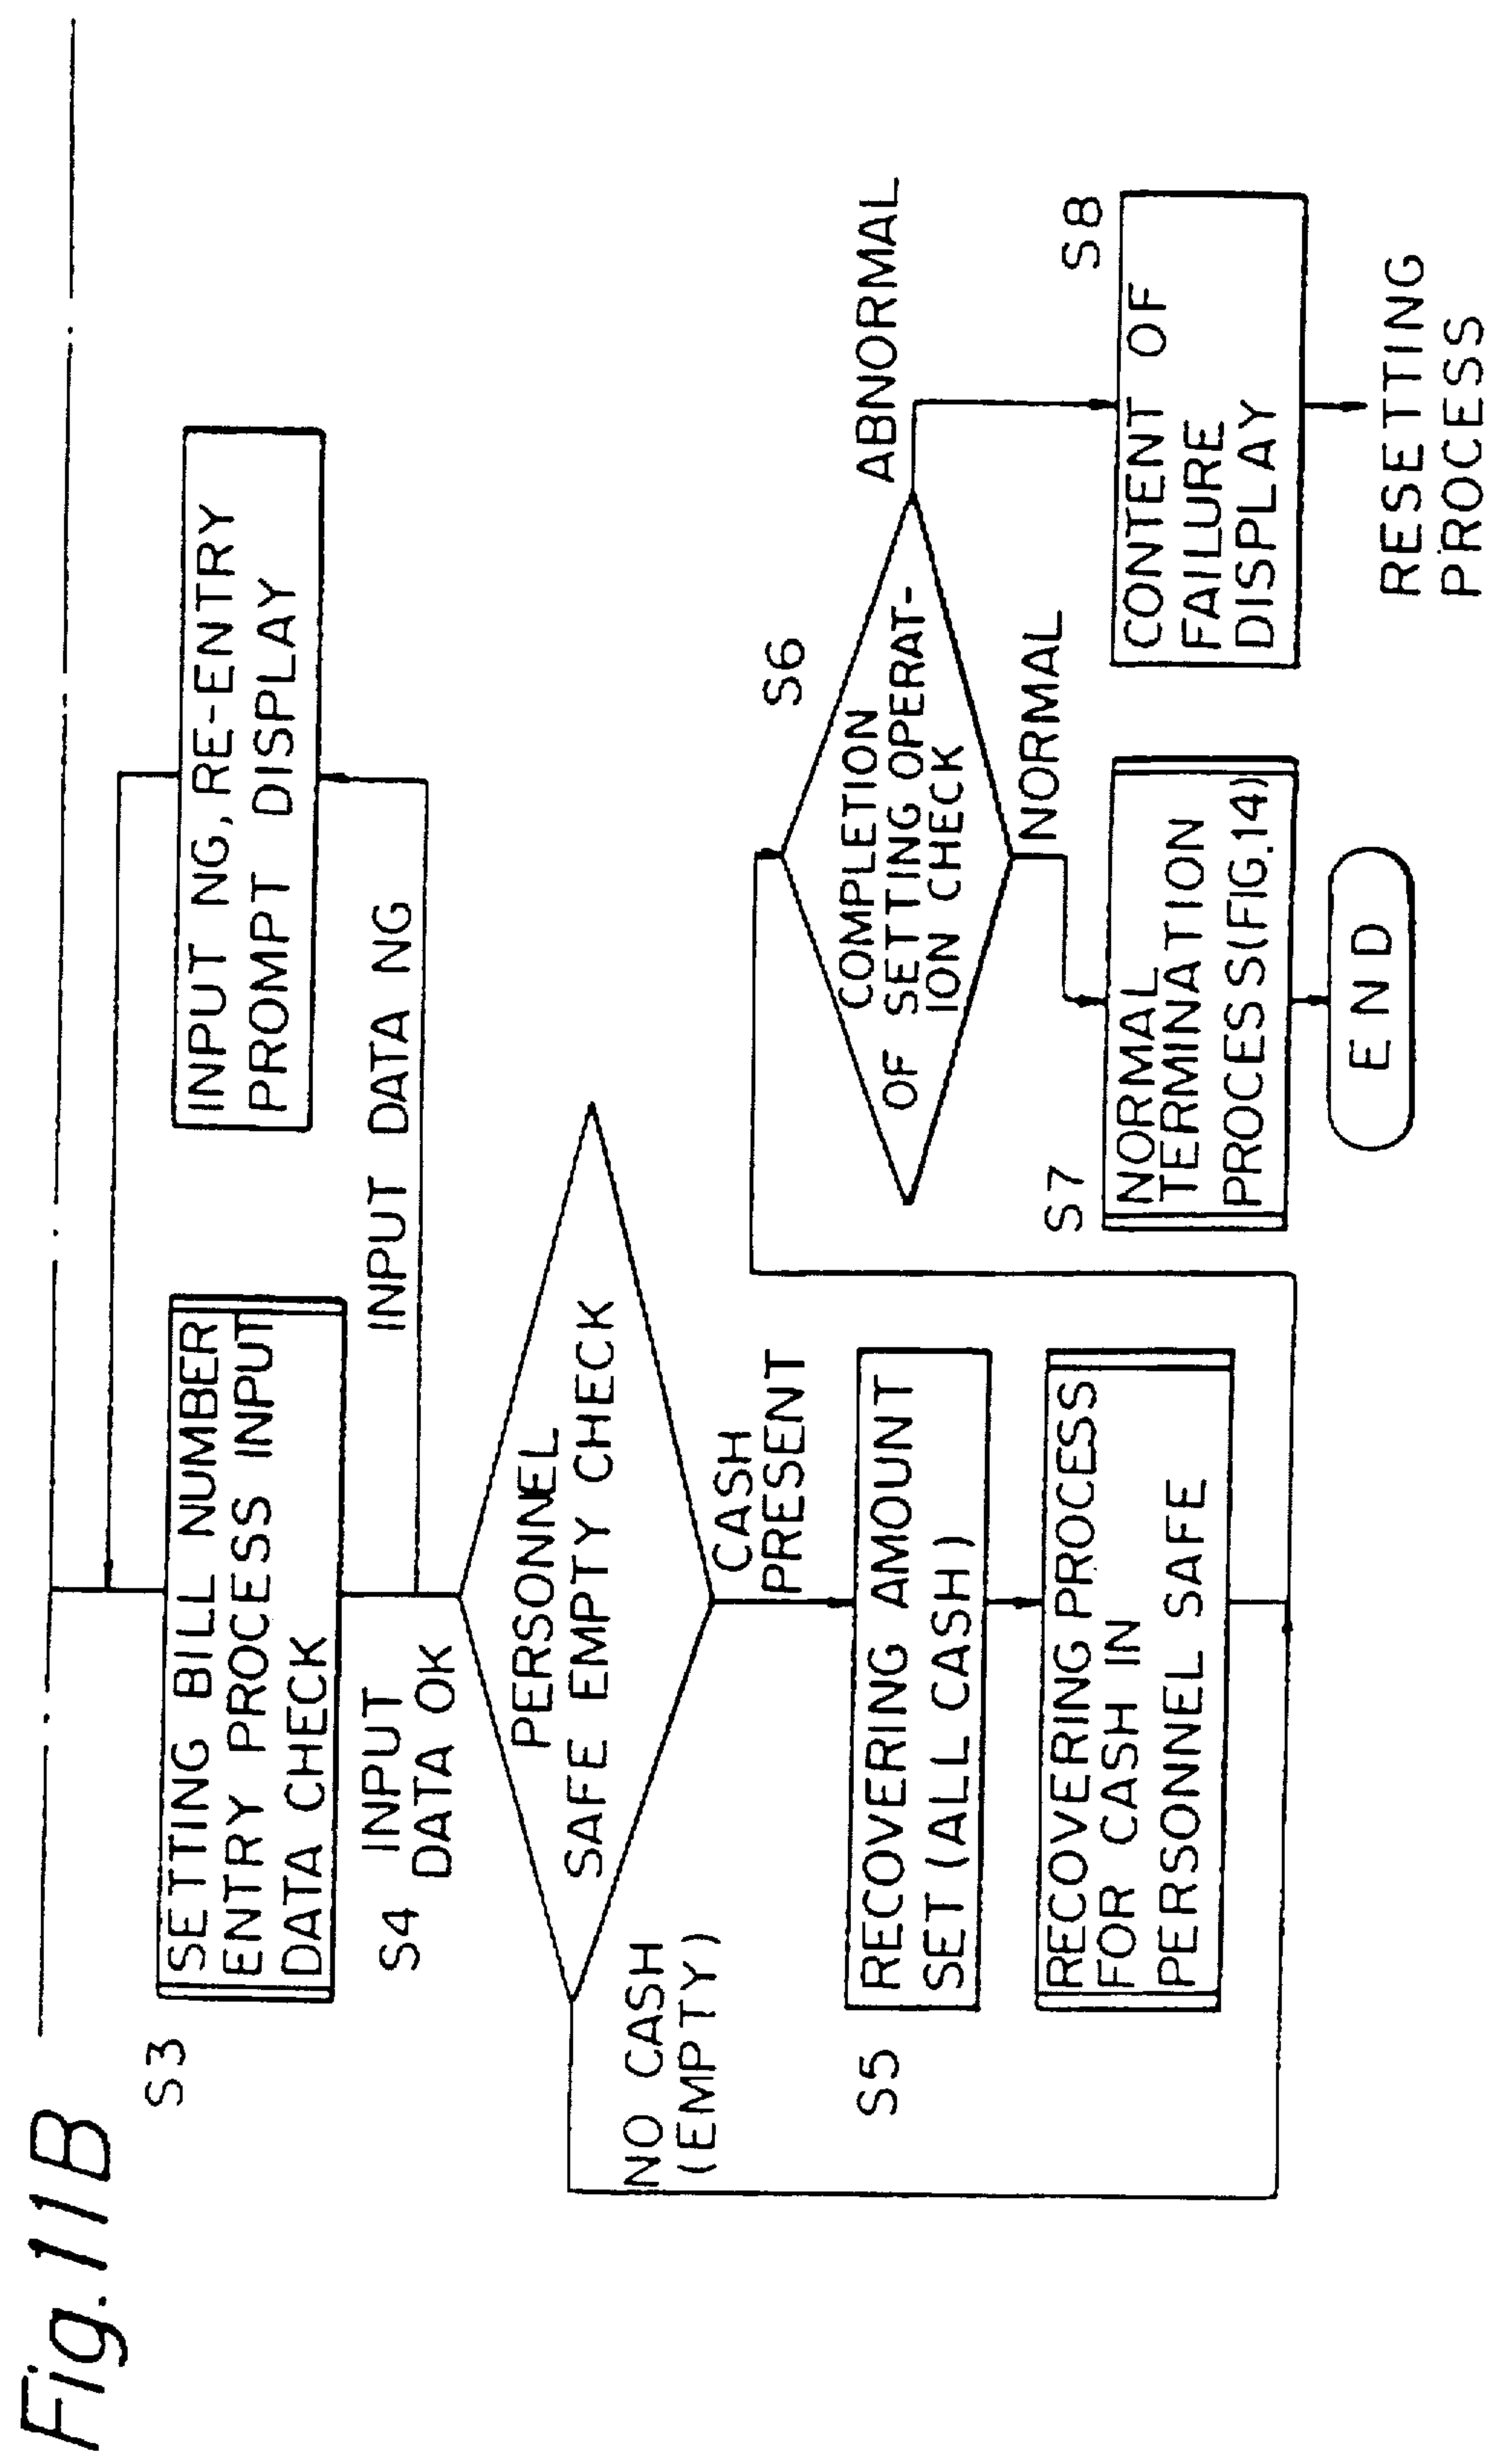 Fig.11B
S3
SETTING BILL NUMBER
ENTRY PROCESS INPUT
DATA CHECK
INPUT NG,RE-ENTRY
PROMPT DISPLAY
INPUT DATA NG
S4
INPUT
DATA OK
PERSONNEL
SAFE EMPTY CHECK
NO CASH
(EMPTY)
CASH
PRESENT
S5
RECOVERING AMOUNT
SET (ALL CASH)
RECOVERING PROCESS
FOR CASH IN
PERSONNEL SAFE
S6
COMPLETION
OF SETTING OPERAT-
ION CHECK
ABNORMAL
NORMAL
S7
NORMAL
TERMINATION
PROCESS(FIG.14)
END
S8
CONTENT OF
FAILURE
DISPLAY
RESETTING
PROCESS